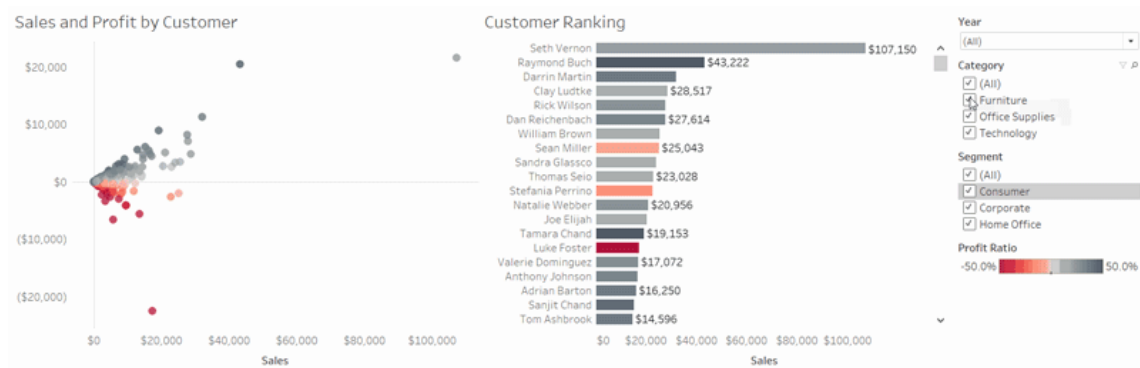 Sales and Profit by Customer
$20,000
$10,000
$0
($10,000)
($20,000)
$0 $20,000 $40,000 $60,000 $80,000 $100,000
Sales
Customer Ranking
Seth Vernon $107,150
Raymond Buch $43,222
Darrin Martin
Clay Ludtke $28,517
Rick Wilson
Dan Reichenbach $27,614
William Brown
Sean Miller $25,043
Sandra Glassco
Thomas Seio $23,028
Stefania Perrino
Natalie Webber $20,956
Joe Elijah
Tamara Chand $19,153
Luke Foster
Valerie Dominguez $17,072
Anthony Johnson
Adrian Barton $16,250
Sanjit Chand
Tom Ashbrook $14,596
$0 $20,000 $40,000 $60,000 $80,000 $100,000
Sales
Year
(All)
Category
(All)
Furniture
Office Supplies
Technology
Segment
(All)
Consumer
Corporate
Home Office
Profit Ratio
-50.0% 50.0%